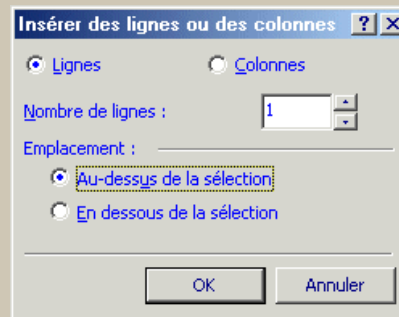 Insérer des lignes ou des colonnes ? X
Lignes Colonnes
Nombre de lignes : 1
Emplacement :
Au-dessus de la sélection
En dessous de la sélection
OK Annuler